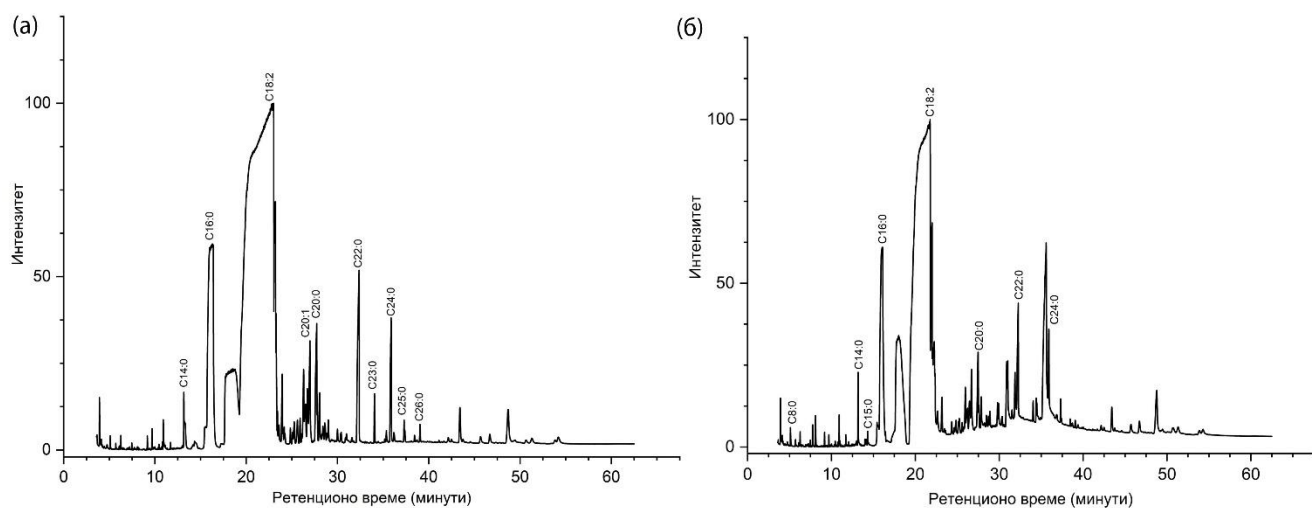 (а)
Интензитет
100
50
0
C14:0
C16:0
C18:2
C20:1
C20:0
C22:0
C23:0
C24:0
C25:0
C26:0
0 10 20 30 40 50 60
Ретенционо време (минути)
(б)
Интензитет
100
50
0
C8:0
C14:0
C15:0
C16:0
C18:2
C20:0
C22:0
C24:0
0 10 20 30 40 50 60
Ретенционо време (минути)